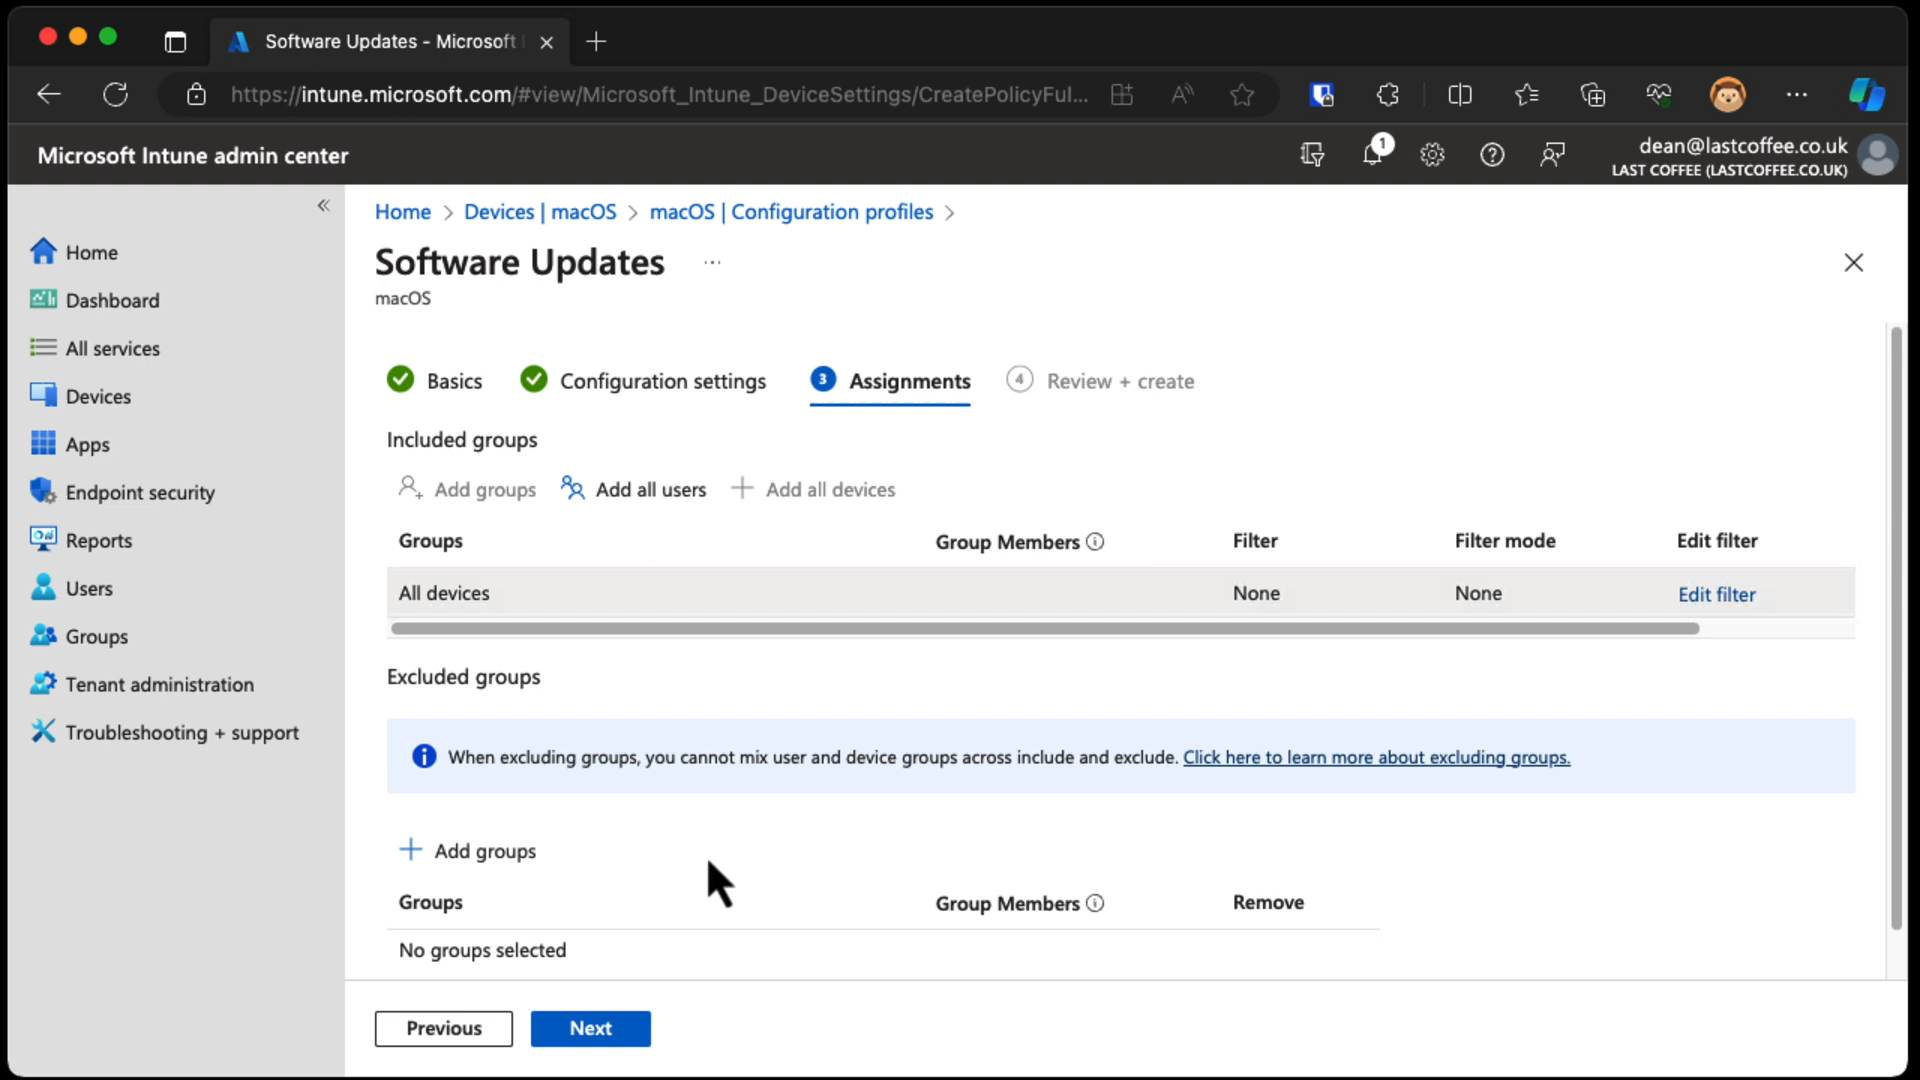 Software Updates - Microsoft
https://intune.microsoft.com/#view/Microsoft_Intune_DeviceSettings/CreatePolicyFul...
Microsoft Intune admin center
1
dean@lastcoffee.co.uk
LAST COFFEE (LASTCOFFEE.CO.UK)
Home
Dashboard
All services
Devices
Apps
Endpoint security
Reports
Users
Groups
Tenant administration
Troubleshooting + support
Home > Devices | macOS > macOS | Configuration profiles >
Software Updates ...
macOS
Basics
Configuration settings
3 Assignments
4 Review + create
Included groups
Add groups
Add all users
Add all devices
Groups Group Members Filter Filter mode Edit filter
All devices None None Edit filter
Excluded groups
When excluding groups, you cannot mix user and device groups across include and exclude. Click here to learn more about excluding groups.
Add groups
Groups Group Members Remove
No groups selected
Previous Next